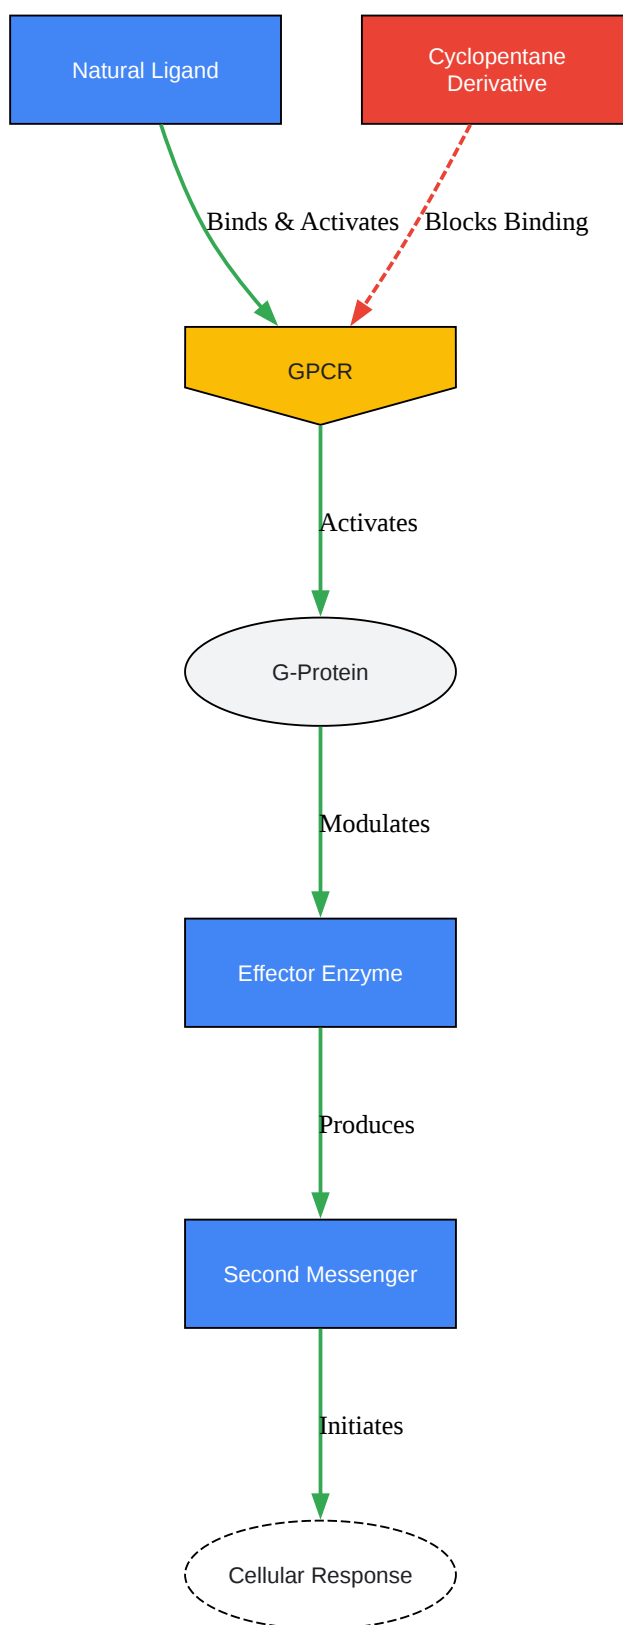 Natural Ligand
Cyclopentane
Derivative
Binds & Activates
Blocks Binding
GPCR
Activates
G-Protein
Modulates
Effector Enzyme
Produces
Second Messenger
Initiates
Cellular Response